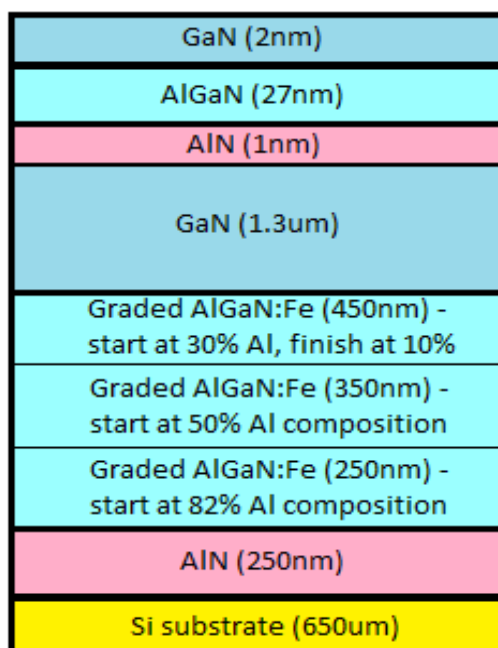 GaN (2nm)
AlGaN (27nm)
AlN (1nm)
GaN (1.3um)
Graded AlGaN:Fe (450nm) -
start at 30% Al, finish at 10%
Graded AlGaN:Fe (350nm) -
start at 50% Al composition
Graded AlGaN:Fe (250nm) -
start at 82% Al composition
AlN (250nm)
Si substrate (650um)